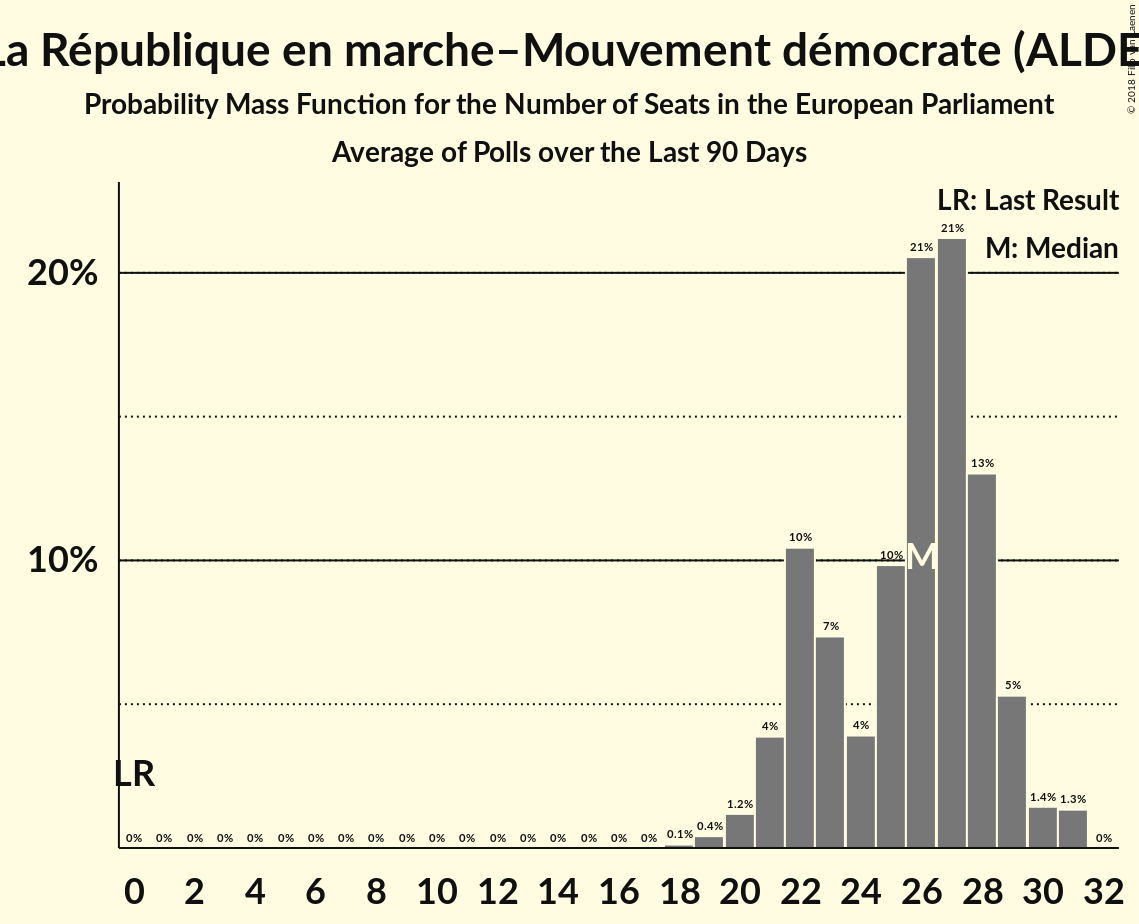 La République en marche–Mouvement démocrate (ALDE
Probability Mass Function for the Number of Seats in the European Parliament
Average of Polls over the Last 90 Days
© 2018 Filip van Laenen
LR: Last Result
M: Median
20%
10%
21%
21%
13%
10%
10%
M
7%
4%
4%
5%
LR
0% 0% 0% 0% 0% 0% 0% 0% 0% 0% 0% 0% 0% 0% 0% 0% 0% 0% 0.1% 0.4% 1.2% 1.4% 1.3% 0%
0 2 4 6 8 10 12 14 16 18 20 22 24 26 28 30 32